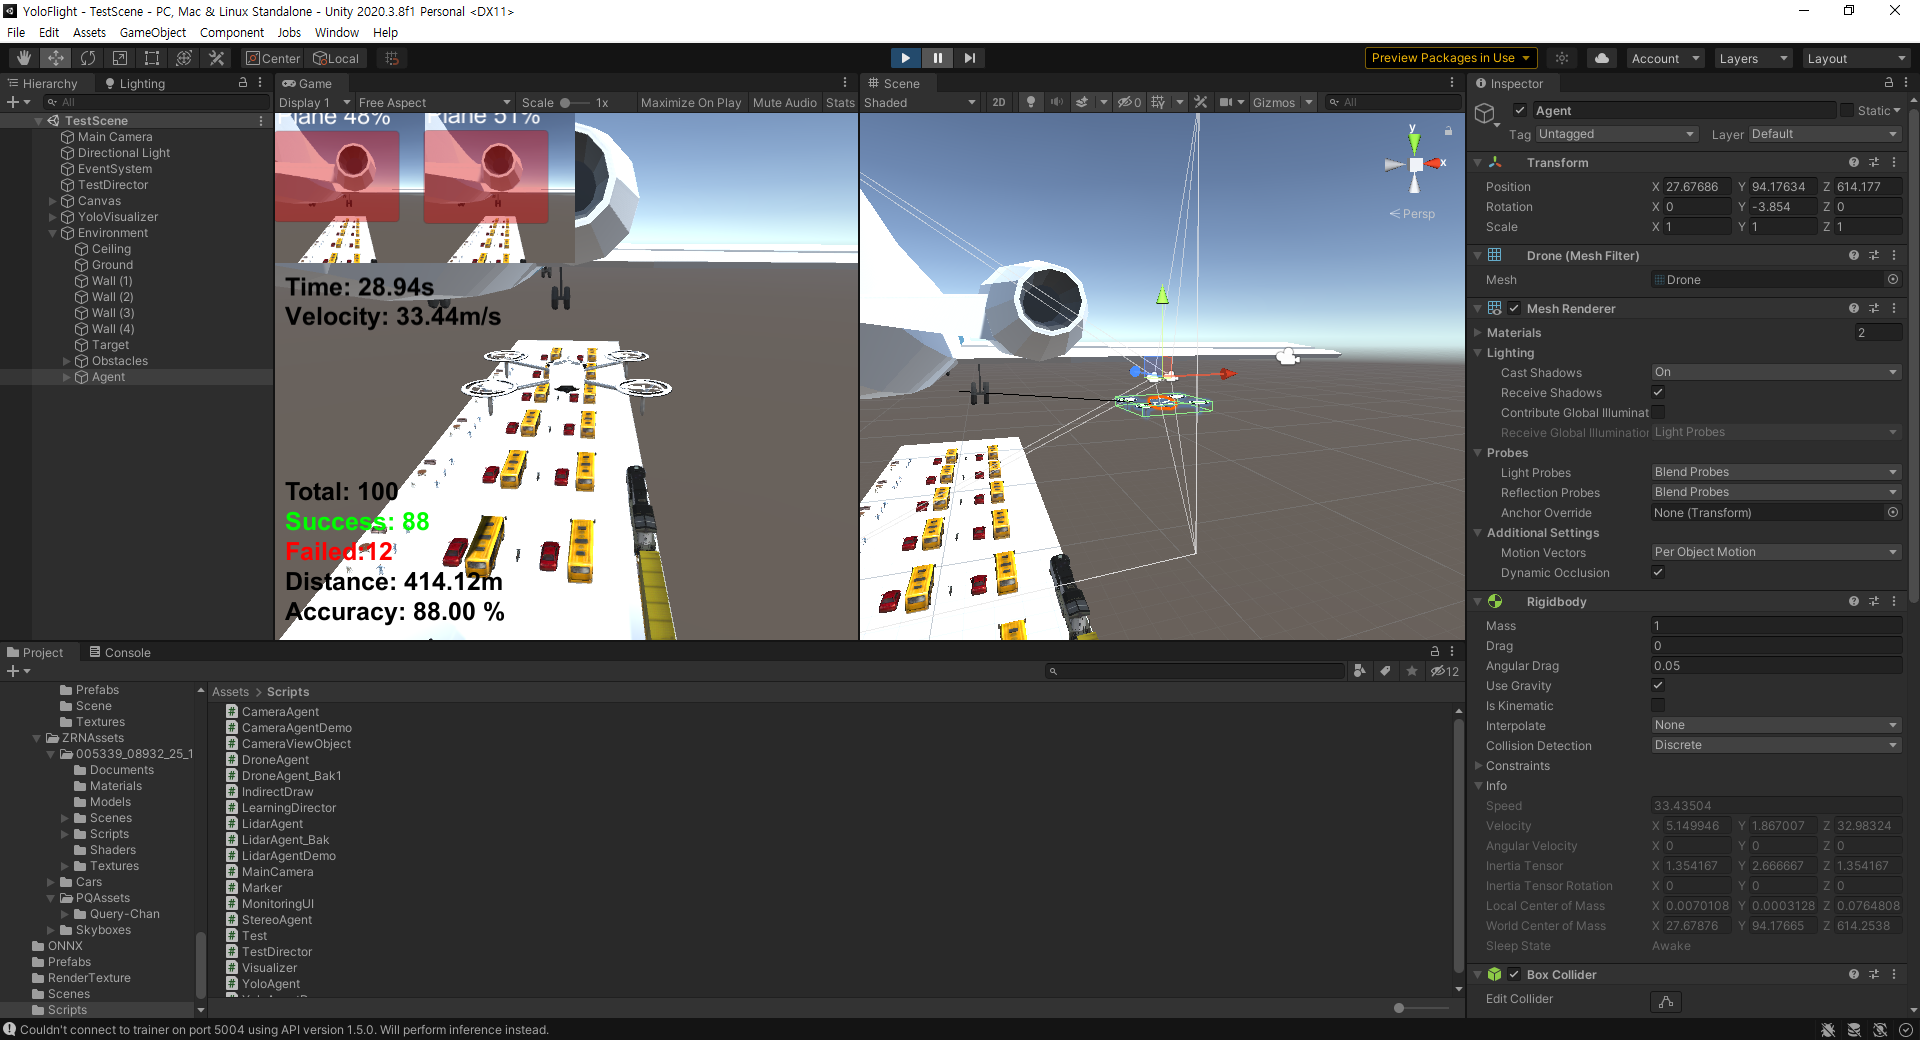 YoloFlight - TestScene - PC, Mac & Linux Standalone - Unity 2020.3.8f1 Personal <DX11>
File Edit Assets GameObject Component Jobs Window Help
Center Local
Preview Packages in Use Account Layers Layout
Hierarchy Lighting
All
TestScene
Main Camera
Directional Light
EventSystem
TestDirector
Canvas
YoloVisualizer
Environment
Ceiling
Ground
Wall (1)
Wall (2)
Wall (3)
Wall (4)
Target
Obstacles
Agent
Game
Display 1 Free Aspect Scale 1x Maximize On Play Mute Audio Stats
Plane 48% Plane 51%
Time: 28.94s
Velocity: 33.44m/s
Total: 100
Success: 88
Failed:12
Distance: 414.12m
Accuracy: 88.00 %
Scene
Shaded 2D 0 Gizmos All
y
x
Persp
Inspector
Agent Static
Tag Untagged Layer Default
Transform
Position X 27.67686 Y 94.17634 Z 614.177
Rotation X 0 Y -3.854 Z 0
Scale X 1 Y 1 Z 1
Drone (Mesh Filter)
Mesh Drone
Mesh Renderer
Materials 2
Lighting
Cast Shadows On
Receive Shadows
Contribute Global Illuminat
Receive Global Illumination Light Probes
Probes
Light Probes Blend Probes
Reflection Probes Blend Probes
Anchor Override None (Transform)
Additional Settings
Motion Vectors Per Object Motion
Dynamic Occlusion
Rigidbody
Mass 1
Drag 0
Angular Drag 0.05
Use Gravity
Is Kinematic
Interpolate None
Collision Detection Discrete
Constraints
Info
Speed 33.43504
Velocity X 5.149946 Y 1.867007 Z 32.98324
Angular Velocity X 0 Y 0 Z 0
Inertia Tensor X 1.354167 Y 2.666667 Z 1.354167
Inertia Tensor Rotation X 0 Y 0 Z 0
Local Center of Mass X 0.0070108 Y 0.0003128 Z 0.0764808
World Center of Mass X 27.67876 Y 94.17665 Z 614.2538
Sleep State Awake
Box Collider
Edit Collider
Project Console
12
Prefabs
Scene
Textures
ZRNAssets
005339_08932_25_1
Documents
Materials
Models
Scenes
Scripts
Shaders
Textures
Cars
PQAssets
Query-Chan
Skyboxes
ONNX
Prefabs
RenderTexture
Scenes
Scripts
Assets > Scripts
CameraAgent
CameraAgentDemo
CameraViewObject
DroneAgent
DroneAgent_Bak1
IndirectDraw
LearningDirector
LidarAgent
LidarAgent_Bak
LidarAgentDemo
MainCamera
Marker
MonitoringUI
StereoAgent
Test
TestDirector
Visualizer
YoloAgent
Couldn't connect to trainer on port 5004 using API version 1.5.0. Will perform inference instead.